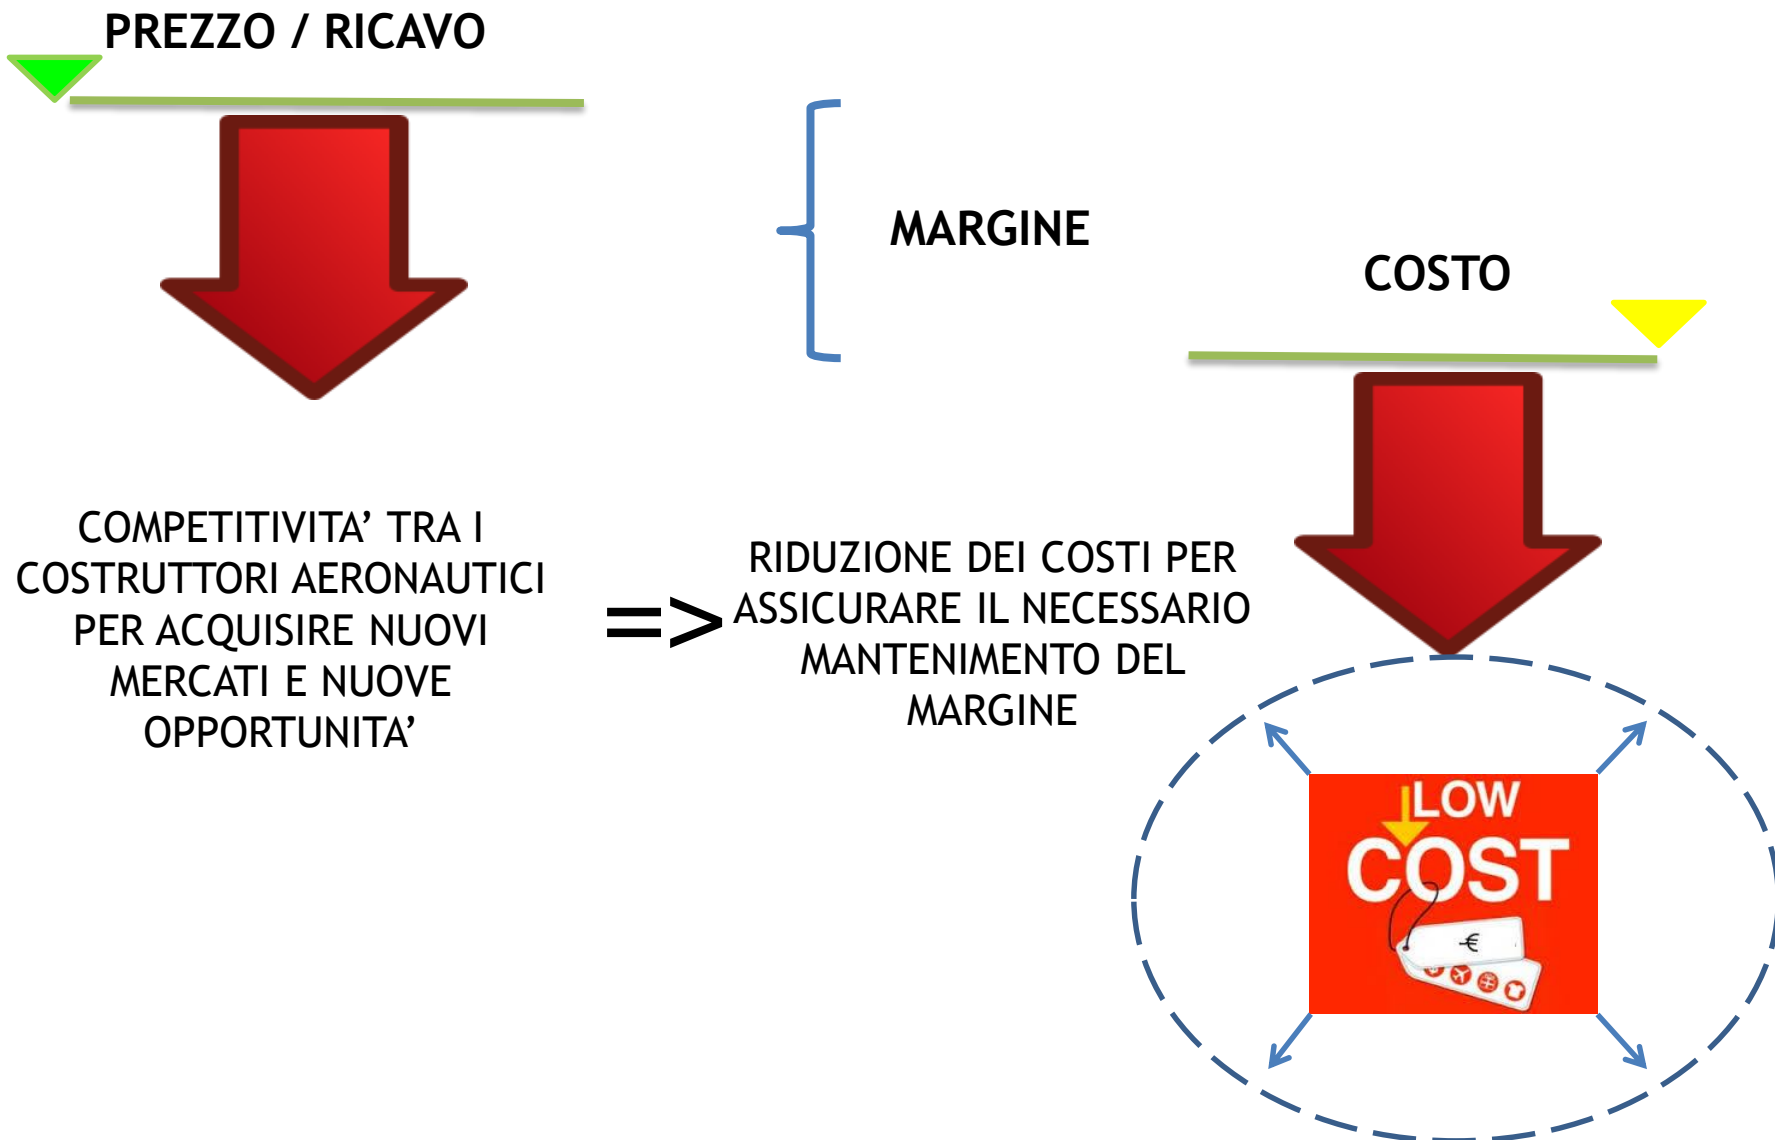 PREZZO / RICAVO
MARGINE
COSTO
COMPETITIVITA’ TRA I
COSTRUTTORI AERONAUTICI
PER ACQUISIRE NUOVI
MERCATI E NUOVE
OPPORTUNITA’
=>
RIDUZIONE DEI COSTI PER
ASSICURARE IL NECESSARIO
MANTENIMENTO DEL
MARGINE
LOW
COST
€